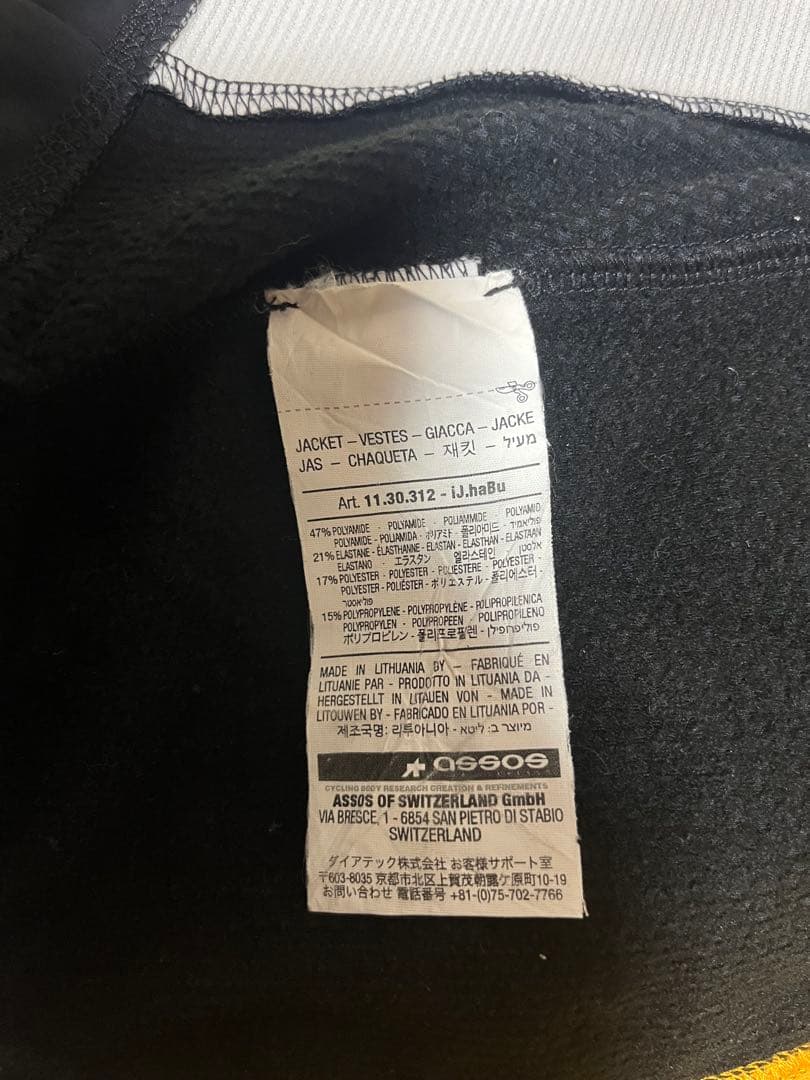 JACKET – VESTES – GIACCA – JACKE
JAS – CHAQUETA – 재킷 – מעיל
Art. 11.30.312 - iJ.haBu
47% POLYAMIDE - POLYAMIDE - POLIAMMIDE - POLYAMID
POLYAMIDE - POLIAMIDA - ポリアミド - 폴리아미드 - פוליאמיד
21% ELASTANE - ÉLASTHANNE - ELASTAN - ELASTHAN - ELASTAAN
ELASTANO - エラスタン 엘라스테인 אלסטן
17% POLYESTER - POLYESTER - POLIESTERE - POLYESTER -
POLYESTER - POLIÉSTER - ポリエステル - 폴리에스터 -
פוליאסטר
15% POLYPROPYLENE - POLYPROPYLÈNE - POLIPROPILENICA
POLYPROPYLEN - POLYPROPEEN - POLIPROPILENO
ポリプロピレン - 폴리프로필렌 - פוליפרופילן
MADE IN LITHUANIA BY – FABRIQUÉ EN
LITUANIE PAR - PRODOTTO IN LITUANIA DA -
HERGESTELLT IN LITAUEN VON - MADE IN
LITOUWEN BY - FABRICADO EN LITUANIA POR -
제조국명: 리투아니아 - מיוצר ב: ליטא
assos
CYCLING BODY RESEARCH CREATION & REFINEMENTS
ASSOS OF SWITZERLAND GmbH
VIA BRESCE, 1 - 6854 SAN PIETRO DI STABIO
SWITZERLAND
ダイアテック株式会社 お客様サポート室
〒603-8035 京都市北区上賀茂朝露ケ原町10-19
お問い合わせ 電話番号 +81-(0)75-702-7766